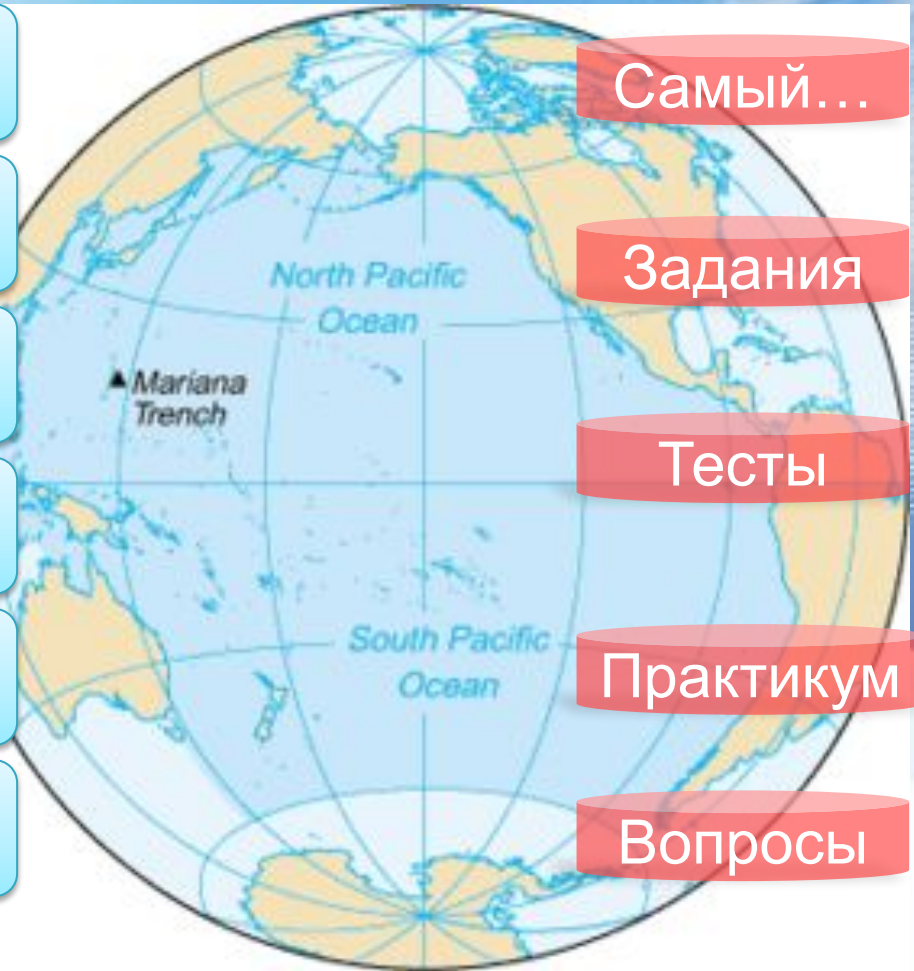 Самый...
North Pacific
Ocean
Задания
Mariana
Trench
Тесты
South Pacific
Ocean
Практикум
Вопросы